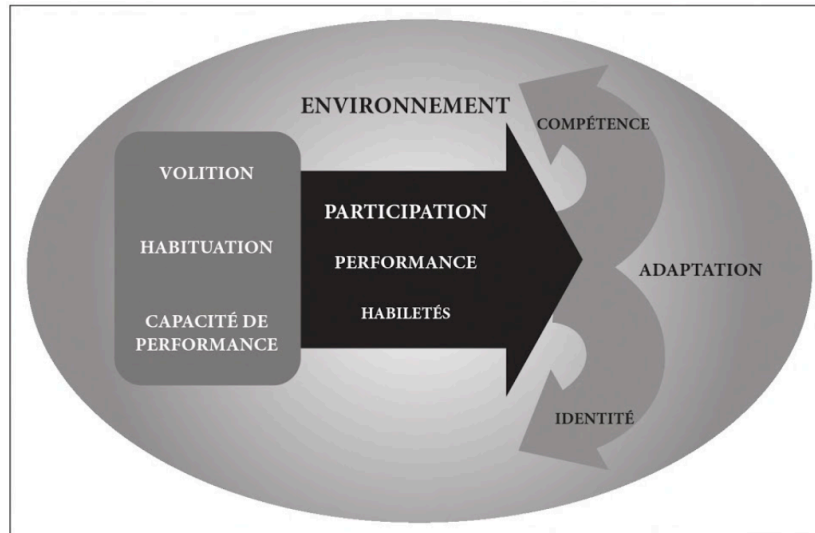 ENVIRONNEMENT
COMPÉTENCE
VOLITION
HABITUATION
CAPACITÉ DE
PERFORMANCE
PARTICIPATION
PERFORMANCE
HABILETÉS
ADAPTATION
IDENTITÉ